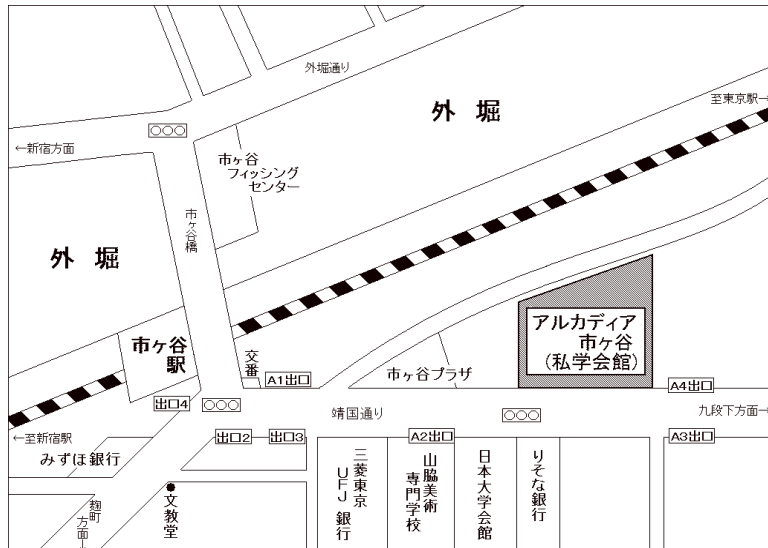 外堀通り
外 堀
至東京駅→
←新宿方面
市ヶ谷
フィッシング
センター
市ヶ谷橋
外 堀
市ヶ谷
駅
交番
A1出口
市ヶ谷プラザ
アルカディア
市ヶ谷
(私学会館)
A4出口
出口4
靖国通り
九段下方面→
←至新宿駅
出口2
出口3
A2出口
A3出口
みずほ銀行
三菱東京
UFJ 銀行
山脇美術
専門学校
日本大学会館
りそな銀行
文教堂
麹町
方面→